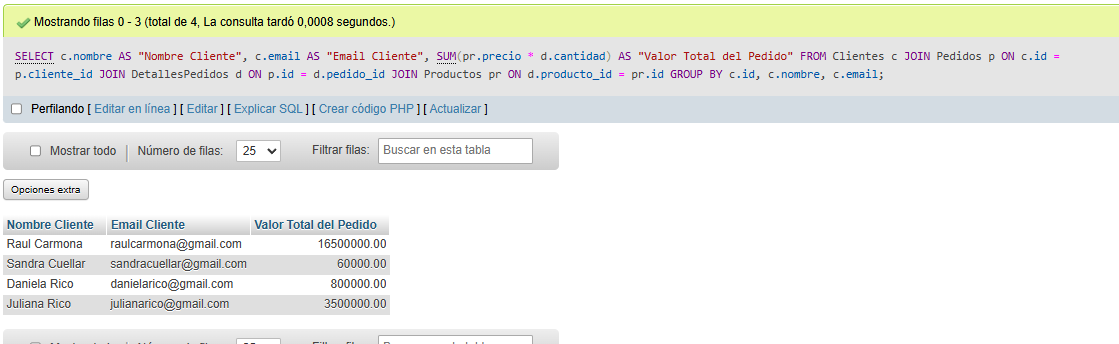 Mostrando filas 0 - 3 (total de 4, La consulta tardó 0,0008 segundos.)
SELECT c.nombre AS "Nombre Cliente", c.email AS "Email Cliente", SUM(pr.precio * d.cantidad) AS "Valor Total del Pedido" FROM Clientes c JOIN Pedidos p ON c.id =
p.cliente_id JOIN DetallesPedidos d ON p.id = d.pedido_id JOIN Productos pr ON d.producto_id = pr.id GROUP BY c.id, c.nombre, c.email;
Perfilando [ Editar en línea ] [ Editar ] [ Explicar SQL ] [ Crear código PHP ] [ Actualizar ]
Mostrar todo | Número de filas: 25 Filtrar filas: Buscar en esta tabla
Opciones extra
Nombre Cliente Email Cliente Valor Total del Pedido
Raul Carmona raulcarmona@gmail.com 16500000.00
Sandra Cuellar sandracuellar@gmail.com 60000.00
Daniela Rico danielarico@gmail.com 800000.00
Juliana Rico julianarico@gmail.com 3500000.00